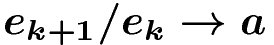 e_{k+1}/e_k → a